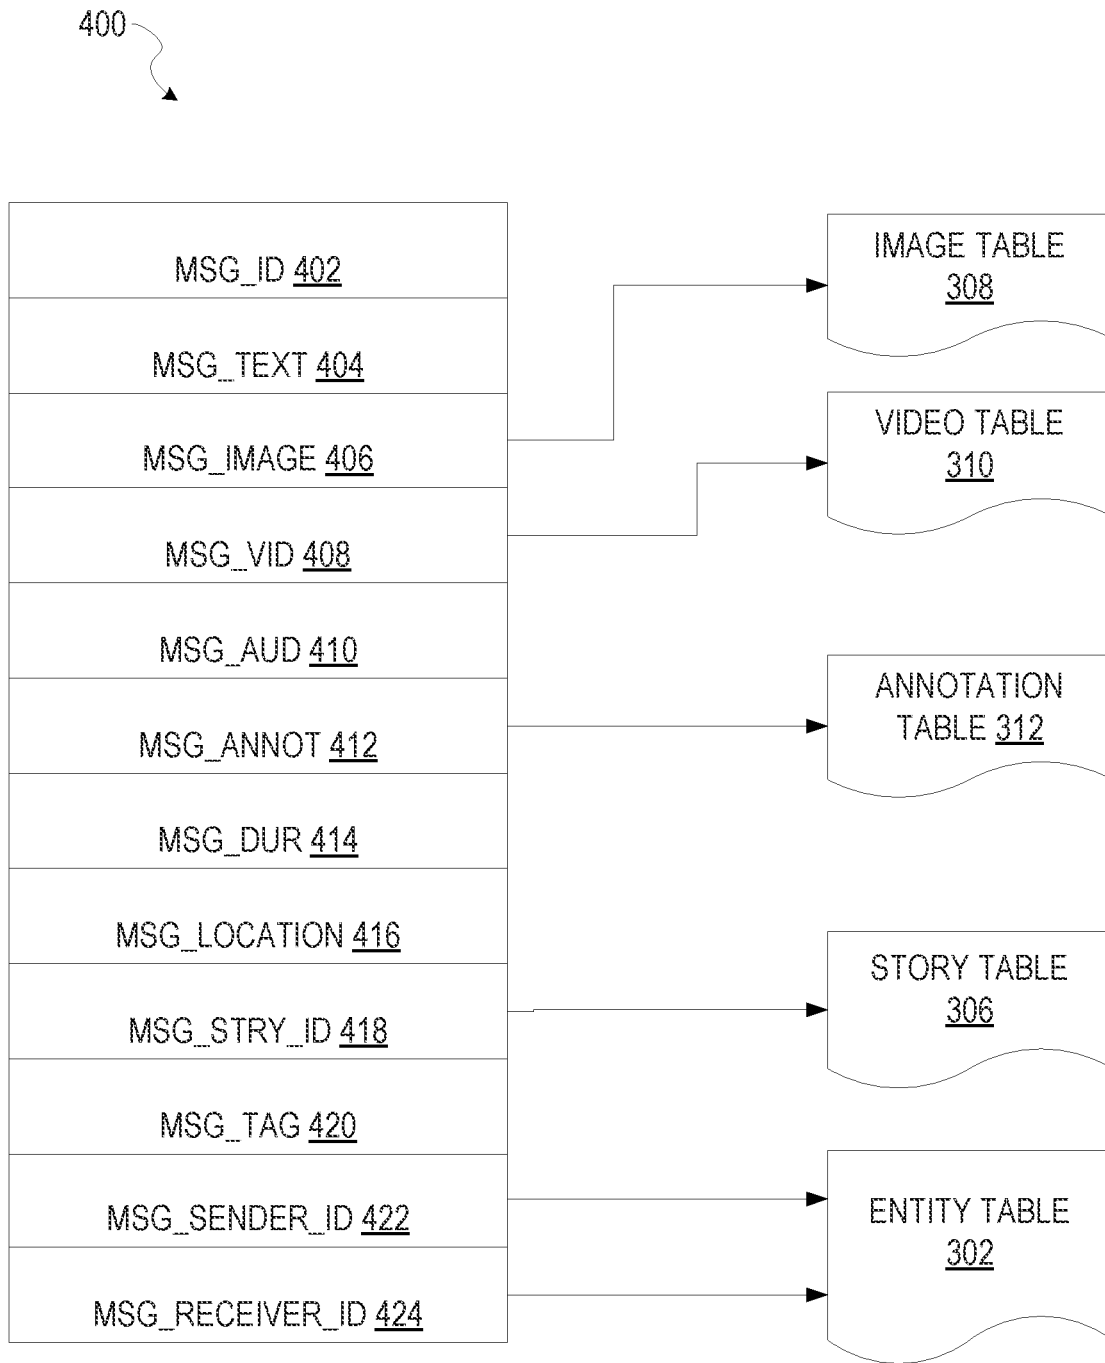 400
MSG_ID 402
MSG_TEXT 404
MSG_IMAGE 406
MSG_VID 408
MSG_AUD 410
MSG_ANNOT 412
MSG_DUR 414
MSG_LOCATION 416
MSG_STRY_ID 418
MSG_TAG 420
MSG_SENDER_ID 422
MSG_RECEIVER_ID 424
IMAGE TABLE
308
VIDEO TABLE
310
ANNOTATION
TABLE 312
STORY TABLE
306
ENTITY TABLE
302